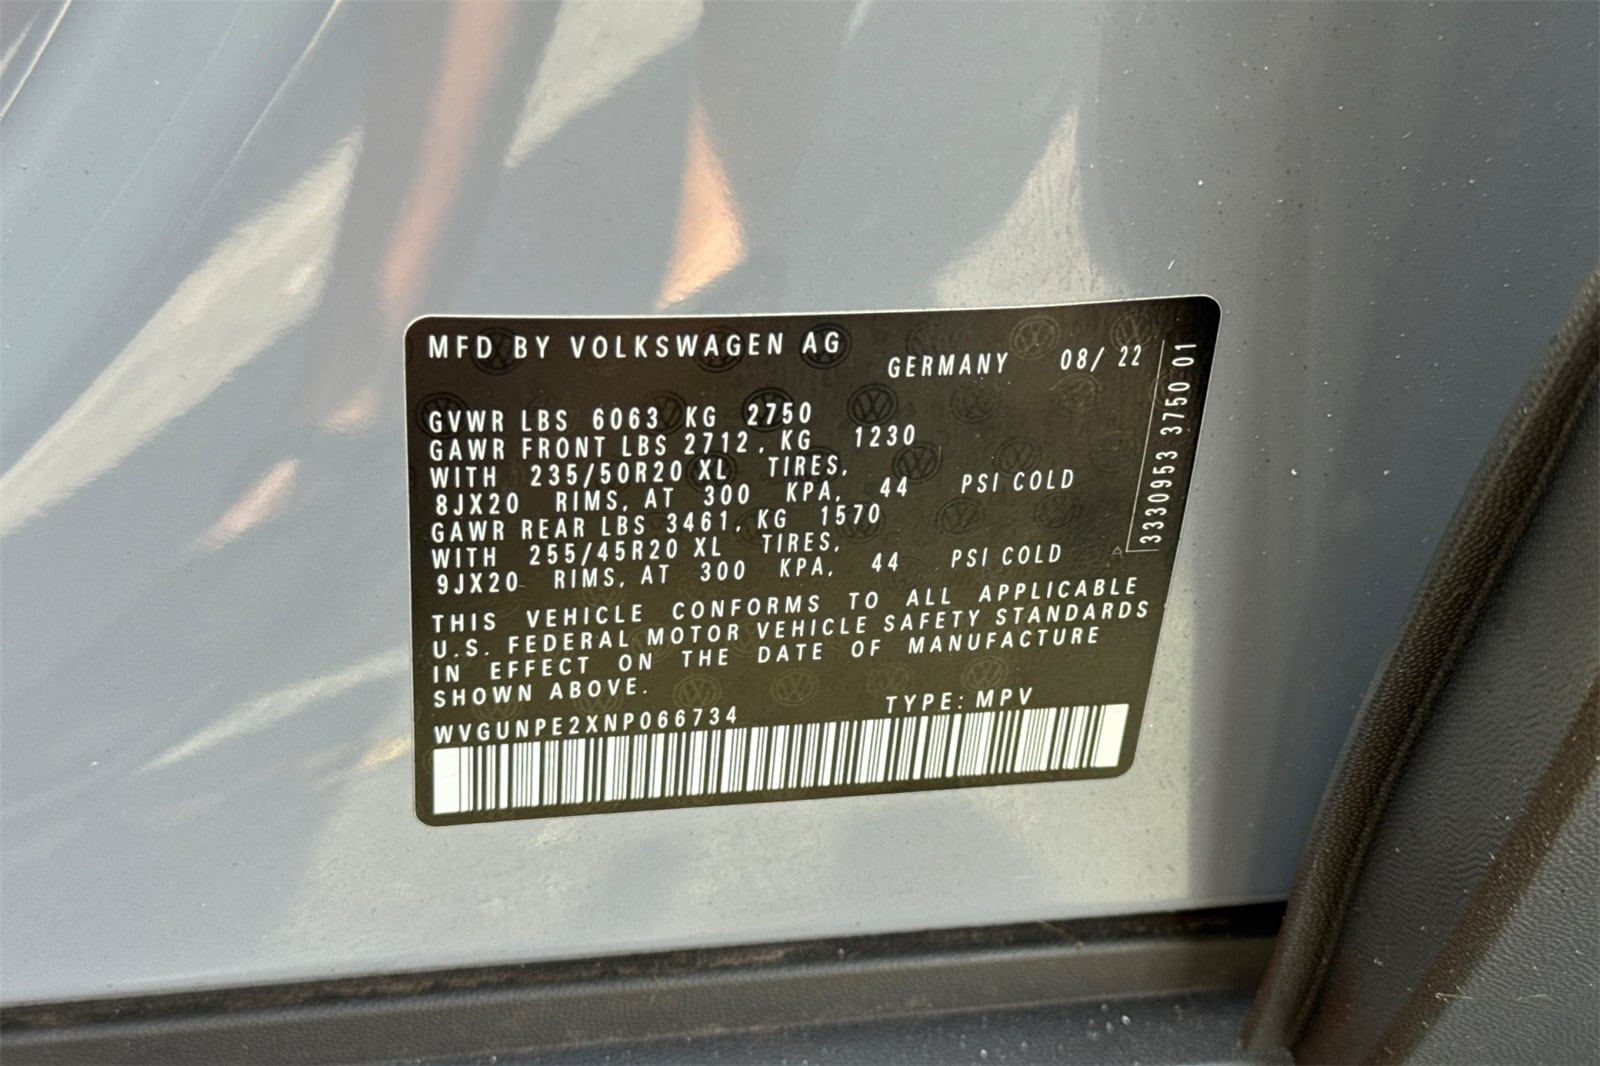 MFD BY VOLKSWAGEN AG
GERMANY 08/ 22
GVWR LBS 6063 KG 2750
GAWR FRONT LBS 2712, KG 1230
WITH 235/50R20 XL TIRES,
8JX20 RIMS, AT 300 KPA, 44 PSI COLD
GAWR REAR LBS 3461, KG 1570
WITH 255/45R20 XL TIRES,
9JX20 RIMS, AT 300 KPA, 44 PSI COLD
THIS VEHICLE CONFORMS TO ALL APPLICABLE
U.S. FEDERAL MOTOR VEHICLE SAFETY STANDARDS
IN EFFECT ON THE DATE OF MANUFACTURE
SHOWN ABOVE.
WVGUNPE2XNP066734 TYPE: MPV
3330953 3750 01
A